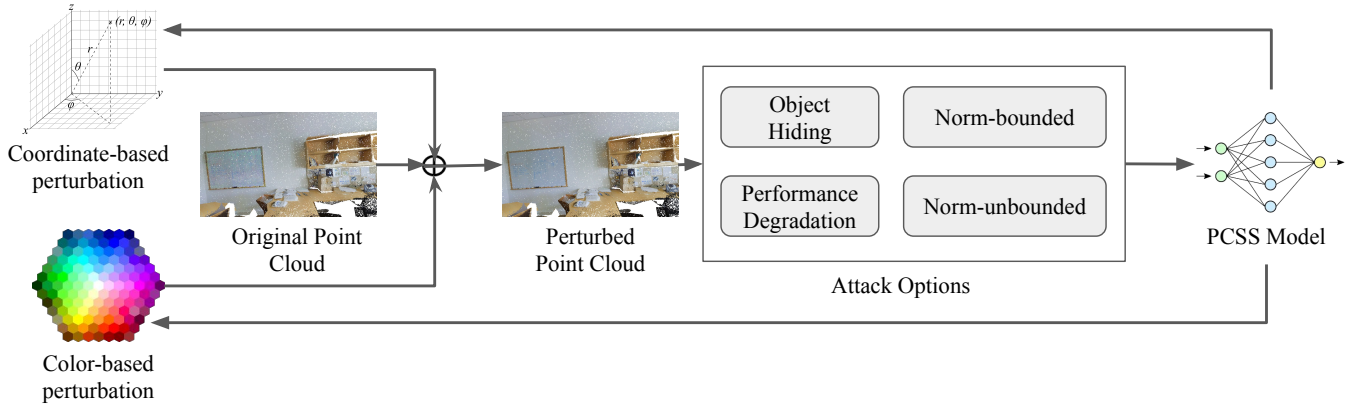 z
(r, θ, φ)
r
θ
φ
y
x
Coordinate-based
perturbation
Original Point
Cloud
Color-based
perturbation
Perturbed
Point Cloud
Object
Hiding
Norm-bounded
Performance
Degradation
Norm-unbounded
Attack Options
PCSS Model